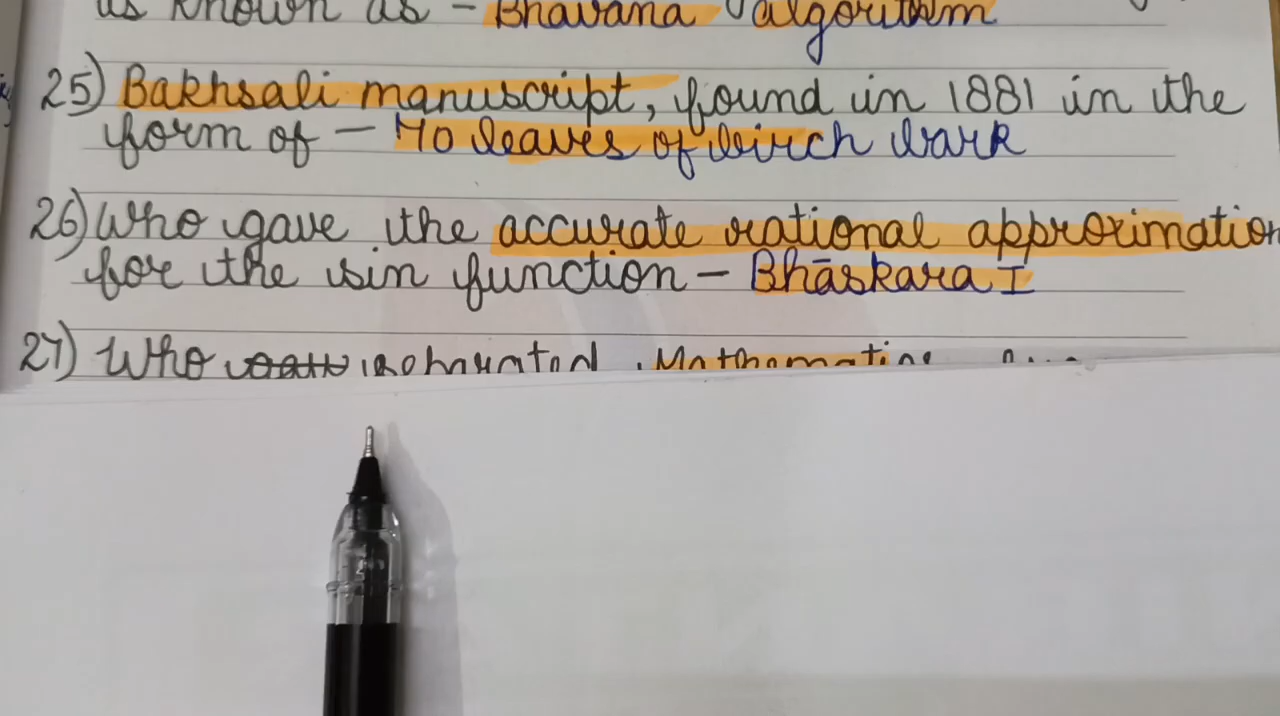 as known as - Bhavana algorithm
25) Bakhsali manuscript, found in 1881 in the
form of - 70 leaves of birch bark
26) Who gave the accurate rational approximation
for the sin function - Bhāskara I
27) Who